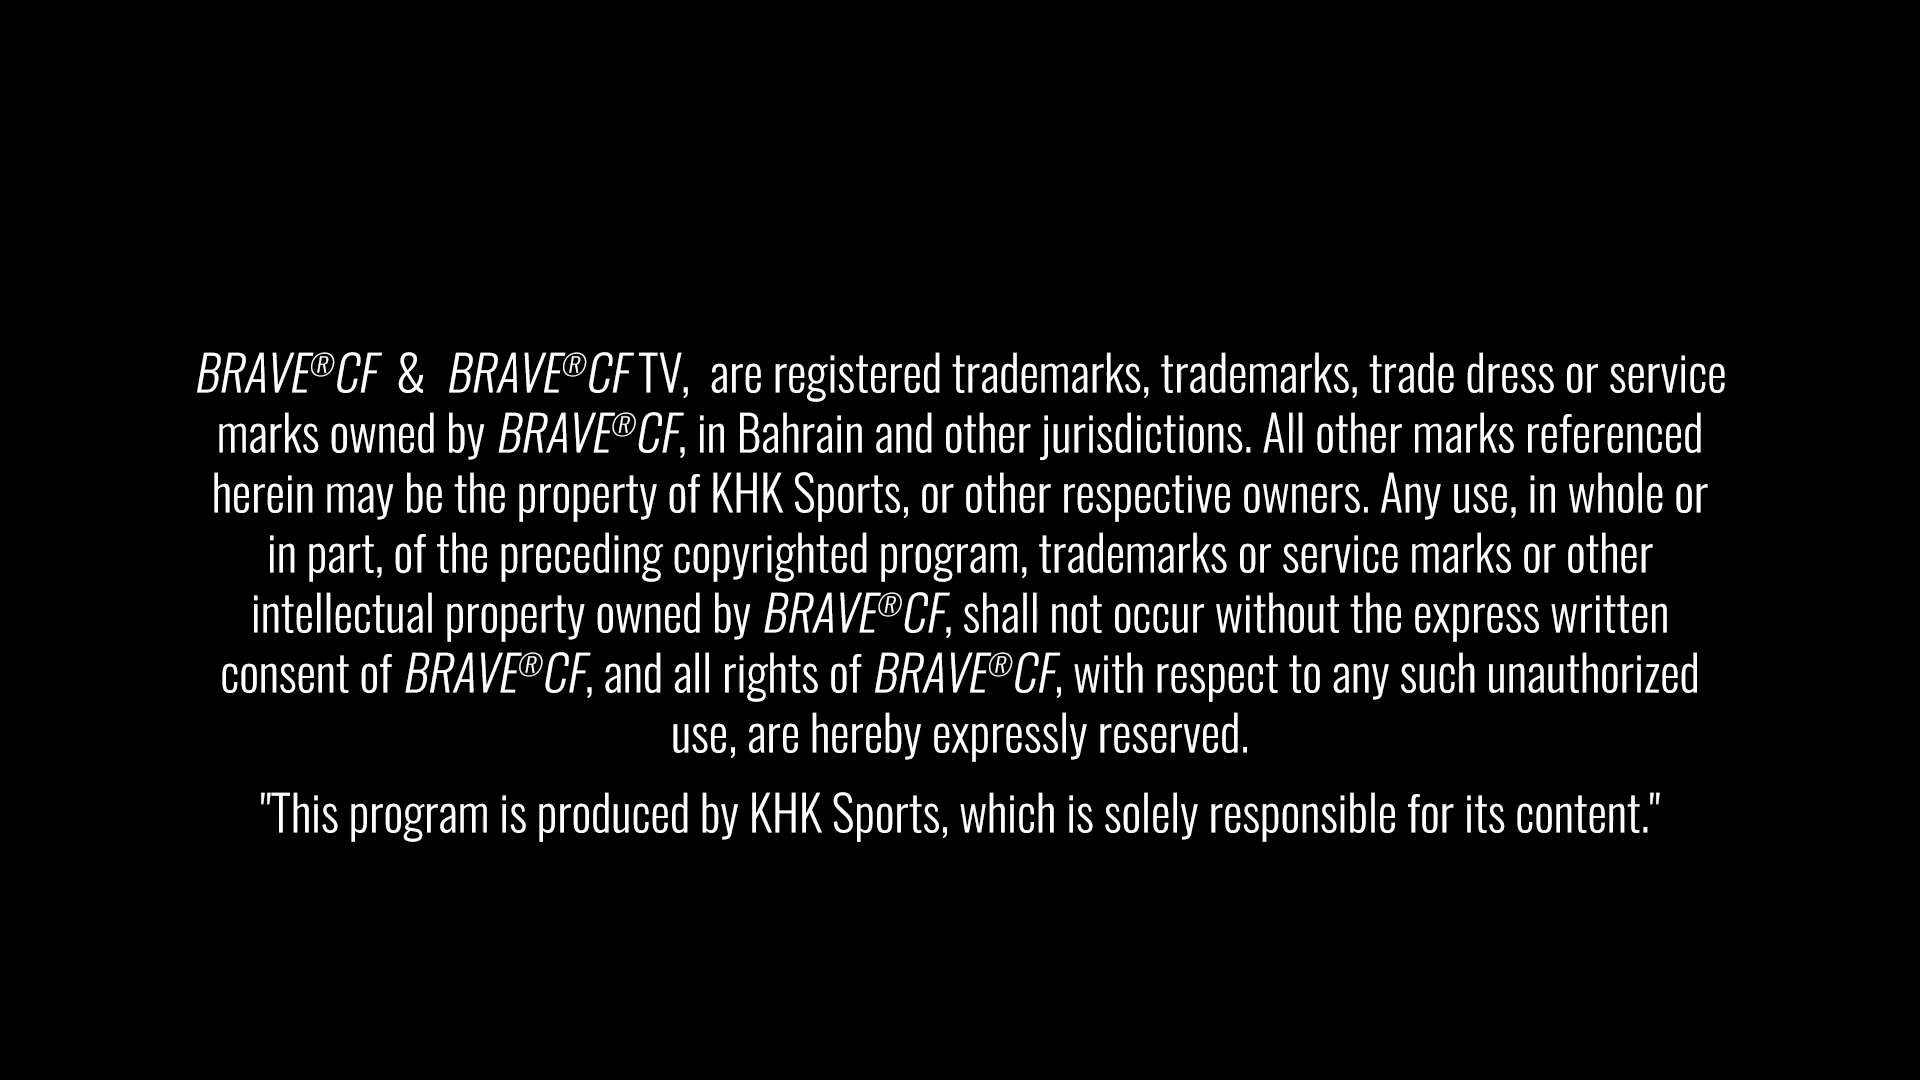 BRAVE®CF & BRAVE®CF TV, are registered trademarks, trademarks, trade dress or service
marks owned by BRAVE®CF, in Bahrain and other jurisdictions. All other marks referenced
herein may be the property of KHK Sports, or other respective owners. Any use, in whole or
in part, of the preceding copyrighted program, trademarks or service marks or other
intellectual property owned by BRAVE®CF, shall not occur without the express written
consent of BRAVE®CF, and all rights of BRAVE®CF, with respect to any such unauthorized
use, are hereby expressly reserved.
"This program is produced by KHK Sports, which is solely responsible for its content."